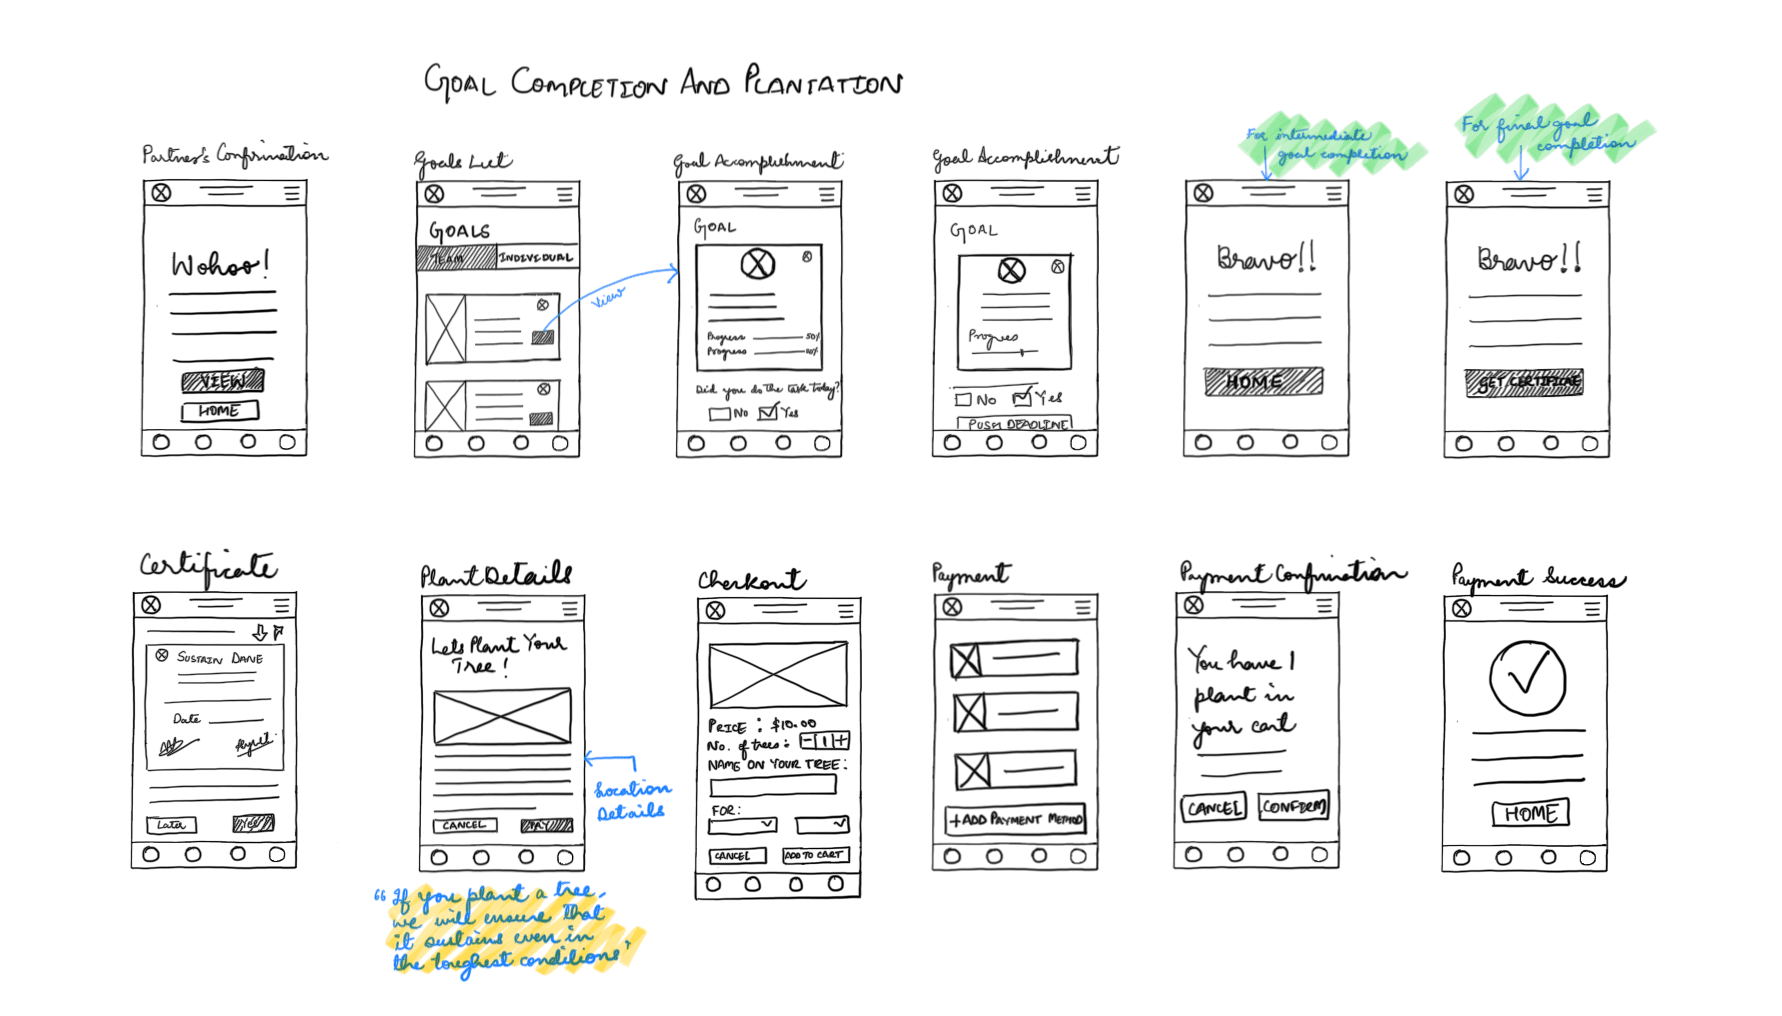 GOAL COMPLETION AND PLANTATION
Partner's Confirmation
Wohoo!
VIEW
HOME
Goals List
GOALS
TEAM
INDIVIDUAL
View
Goal Accomplishment
GOAL
Progress 50%
Progress
Did you do the task today?
No
Yes
Goal Accomplishment
GOAL
Progres
No
Yes
PUSH DEADLINE
For intermediate
goal completion
Bravo!!
HOME
For final goal
completion
Bravo!!
GET CERTIFICATE
Certificate
SUSTAIN DANE
Date
Later
YES
Plant Details
Lets Plant Your
Tree!
CANCEL
PAY
Location
Details
"If you plant a tree,
we will ensure that
it sustains even in
the toughest conditions"
Checkout
PRICE : $10.00
No. of trees : - 1 +
NAME ON YOUR TREE :
FOR:
CANCEL
ADD TO CART
Payment
+ADD PAYMENT METHOD
Payment Confirmation
You have 1
plant in
your cart
CANCEL
CONFIRM
Payment Success
HOME